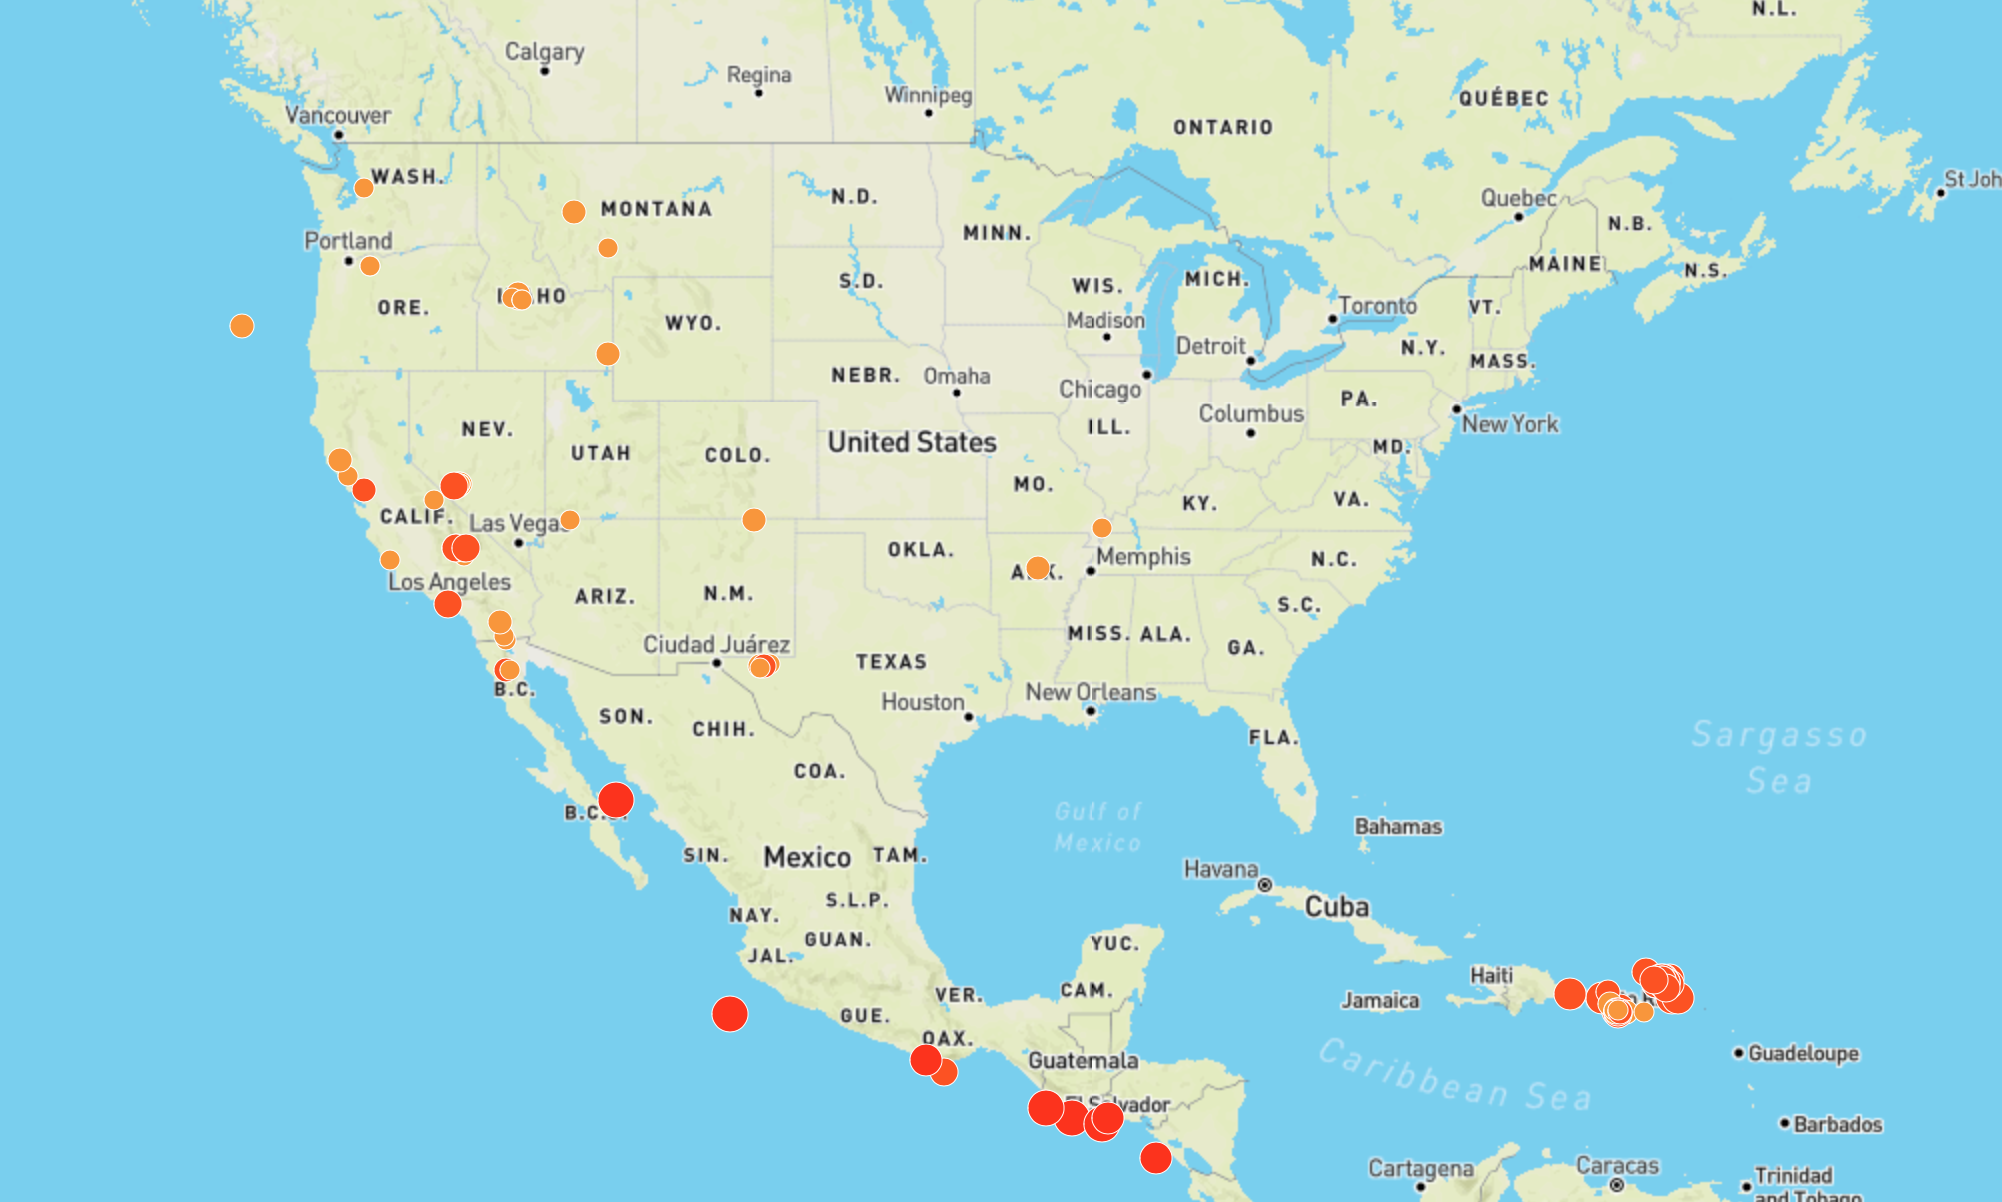 N.L.
Calgary
Regina
Winnipeg
QUÉBEC
Vancouver
ONTARIO
WASH.
St Joh
MONTANA
N.D.
Quebec
N.B.
Portland
MINN.
MAINE
N.S.
ORE.
S.D.
WIS.
MICH.
WYO.
Madison
Toronto
VT.
Detroit
N.Y.
MASS.
NEBR.
Omaha
Chicago
PA.
Columbus
New York
NEV.
United States
ILL.
MD.
UTAH
COLO.
MO.
KY.
VA.
CALIF.
Las Vegas
OKLA.
Memphis
N.C.
Los Angeles
ARIZ.
N.M.
S.C.
Ciudad Juárez
TEXAS
MISS.
ALA.
GA.
B.C.
Houston
New Orleans
SON.
CHIH.
FLA.
Sargasso
Sea
COA.
B.C.
Gulf of
Mexico
Bahamas
SIN.
Mexico
TAM.
Havana
Cuba
S.L.P.
NAY.
GUAN.
YUC.
JAL.
Haiti
VER.
CAM.
Jamaica
GUE.
OAX.
Guatemala
Caribbean Sea
Guadeloupe
El Salvador
Barbados
Cartagena
Caracas
Trinidad
and Tobago